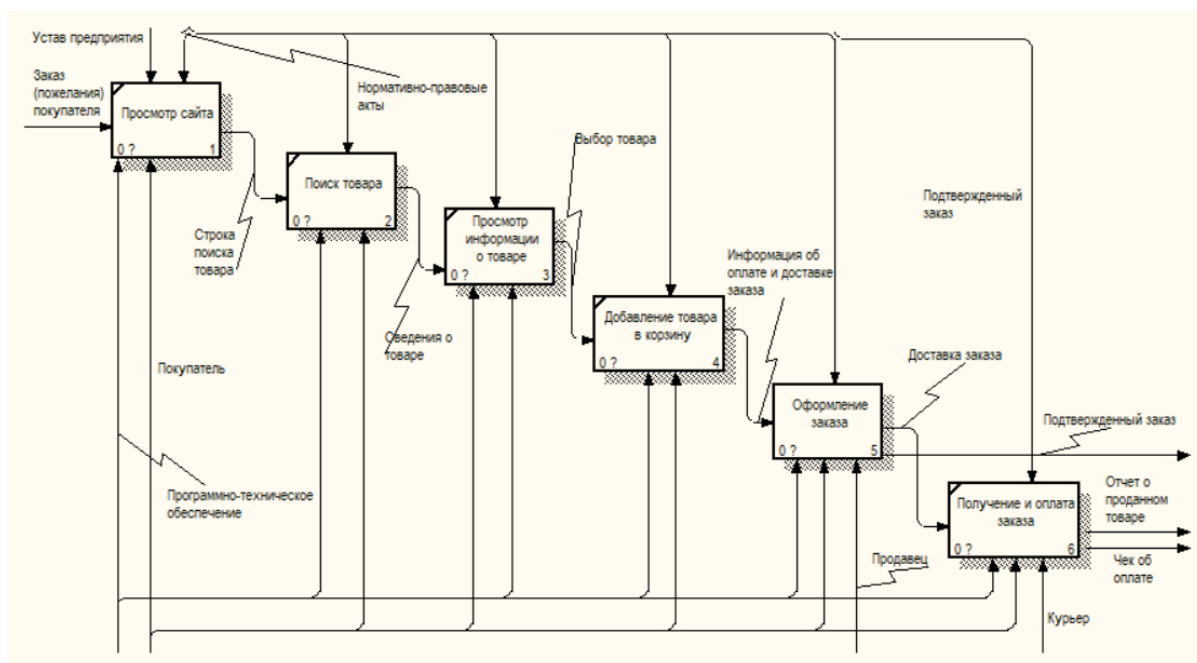 Устав предприятия
Заказ
(пожелания)
покупателя
Просмотр сайта
0 ?
1
Нормативно-правовые
акты
Поиск товара
0 ?
2
Строка
поиска
товара
Просмотр
информации
о товаре
0 ?
3
Выбор товара
Сведения о
товаре
Добавление товара
в корзину
0 ?
4
Информация об
оплате и доставке
заказа
Подтвержденный
заказ
Покупатель
Оформление
заказа
0 ?
5
Доставка заказа
Подтвержденный заказ
Программно-техническое
обеспечение
Получение и оплата
заказа
0 ?
6
Отчет о
проданном
товаре
Чек об
оплате
Продавец
Курьер